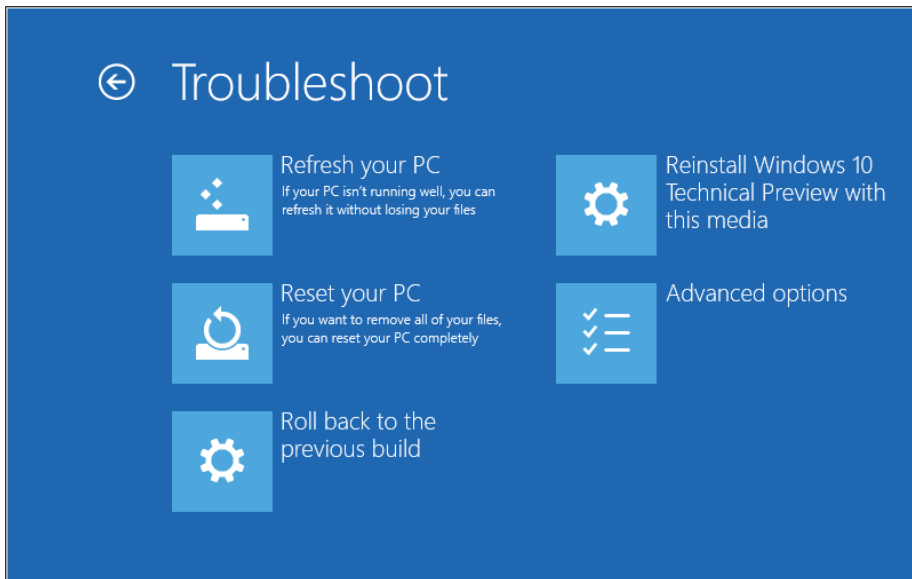 Troubleshoot
Refresh your PC
If your PC isn't running well, you can
refresh it without losing your files
Reset your PC
If you want to remove all of your files,
you can reset your PC completely
Roll back to the
previous build
Reinstall Windows 10
Technical Preview with
this media
Advanced options